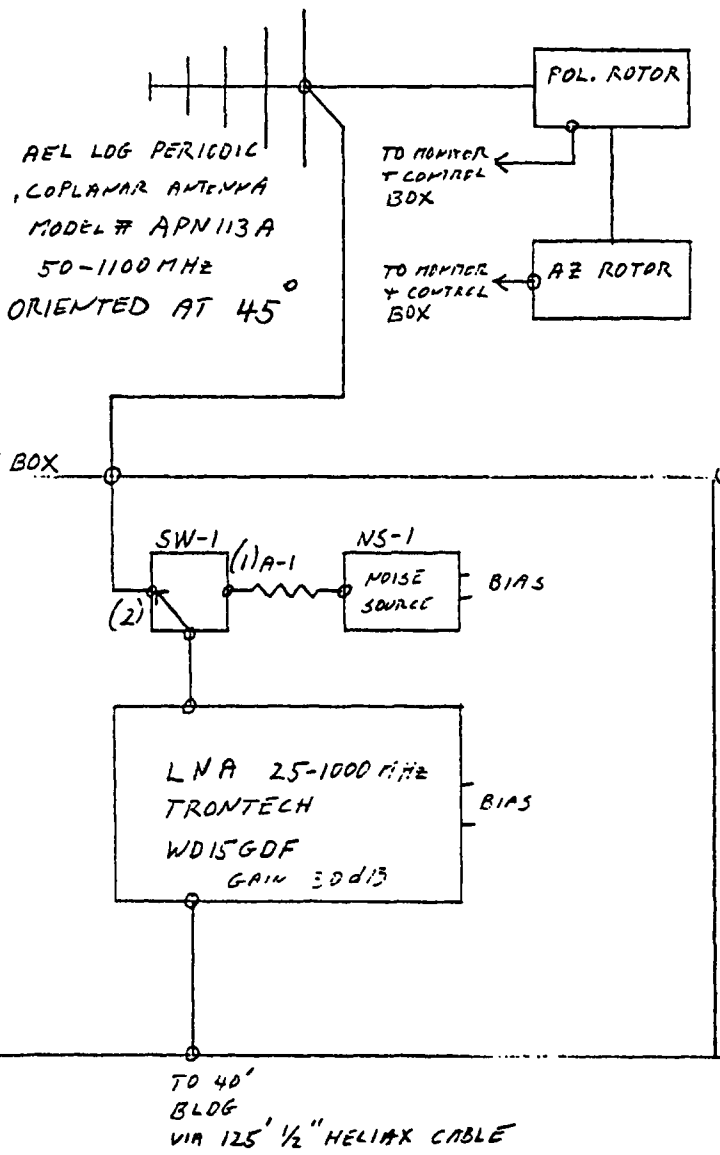 POL. ROTOR
AEL LOG PERIODIC
COPLANAR ANTENNA
MODEL # APN113A
50-1100 MHz
ORIENTED AT 45°
TO MONITER
+ CONTROL
BOX
TO MONITER
+ CONTROL
BOX
AZ ROTOR
BOX
SW-1
(1) A-1
NS-1
NOISE
SOURCE
BIAS
(2)
LNA 25-1000 MHz
TRONTECH
WD15GDF
GAIN 30 dB
BIAS
TO 40'
BLDG
VIA 125' 1/2" HELIAX CABLE